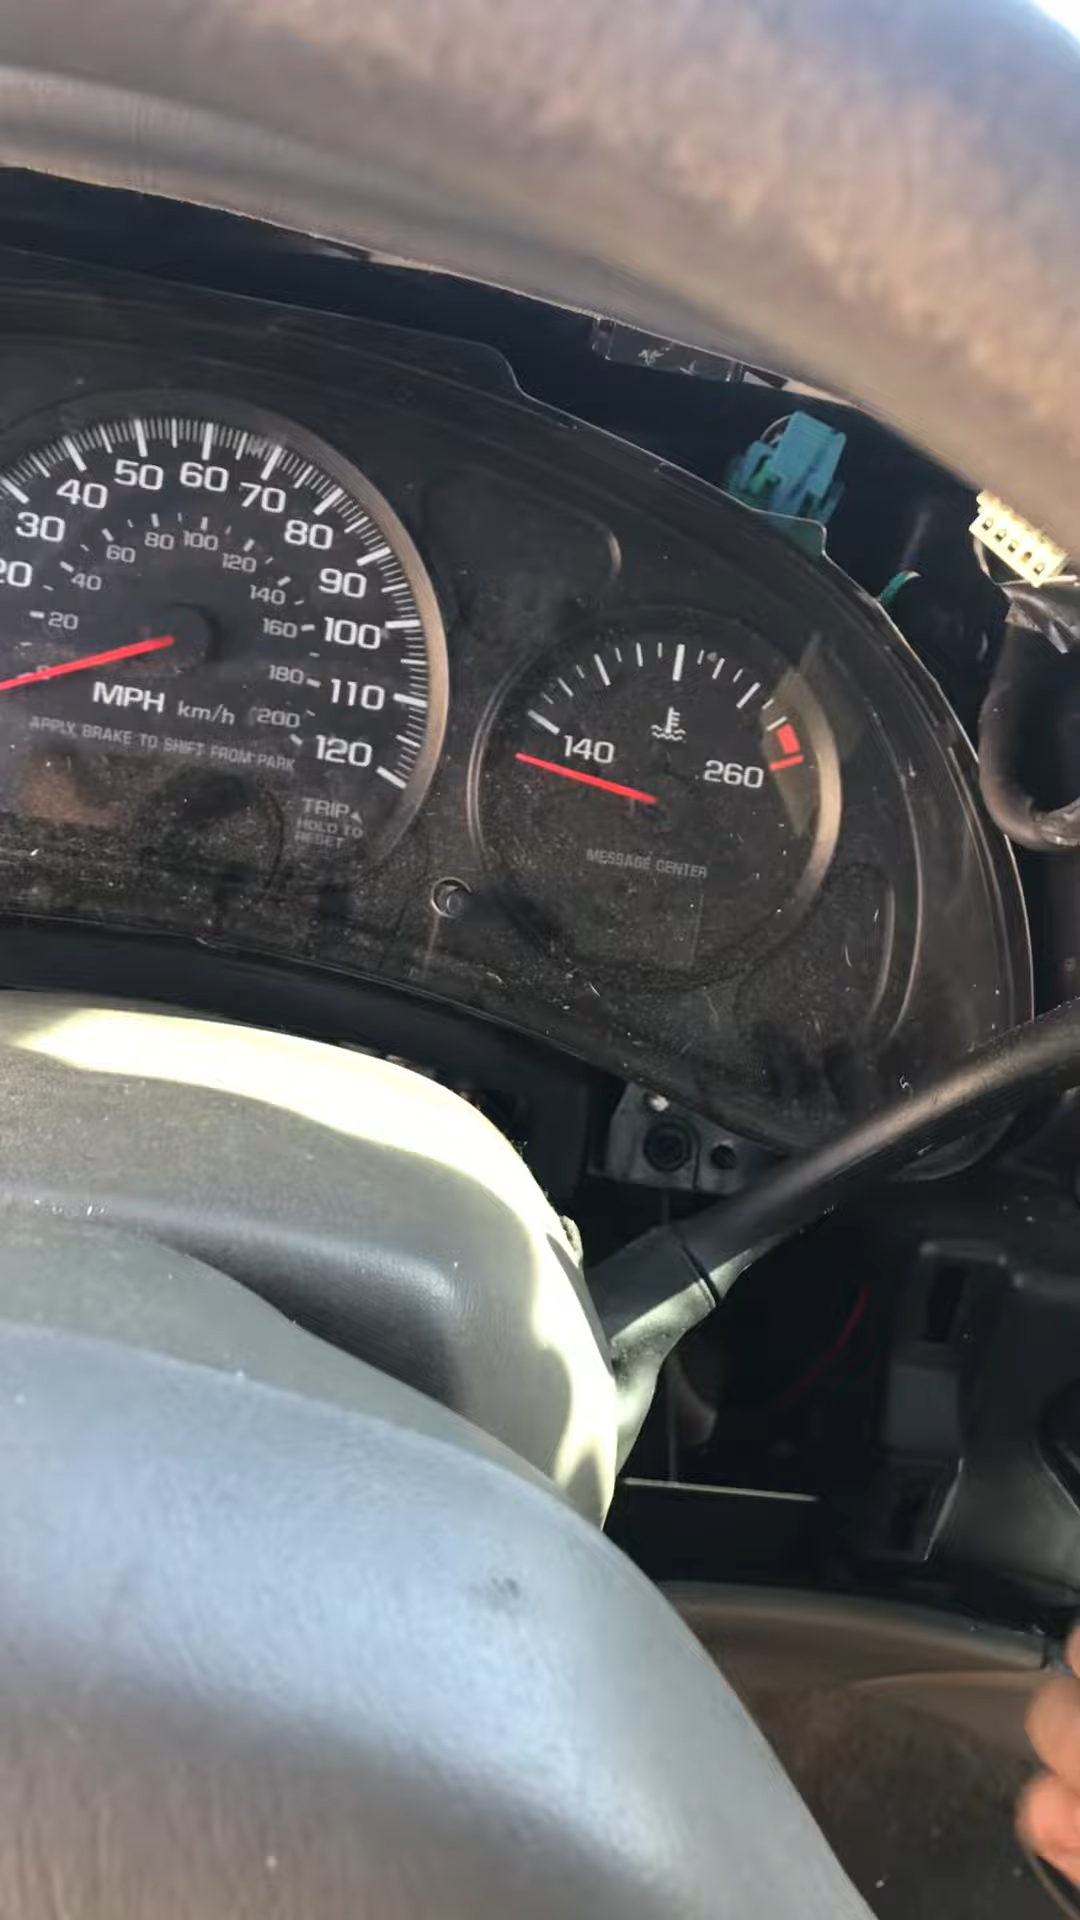 20 30 40 50 60 70 80 90 100 110 120
20 40 60 80 100 120 140 160 180 200
MPH km/h
APPLY BRAKE TO SHIFT FROM PARK
TRIP
HOLD TO
RESET
140 260
MESSAGE CENTER